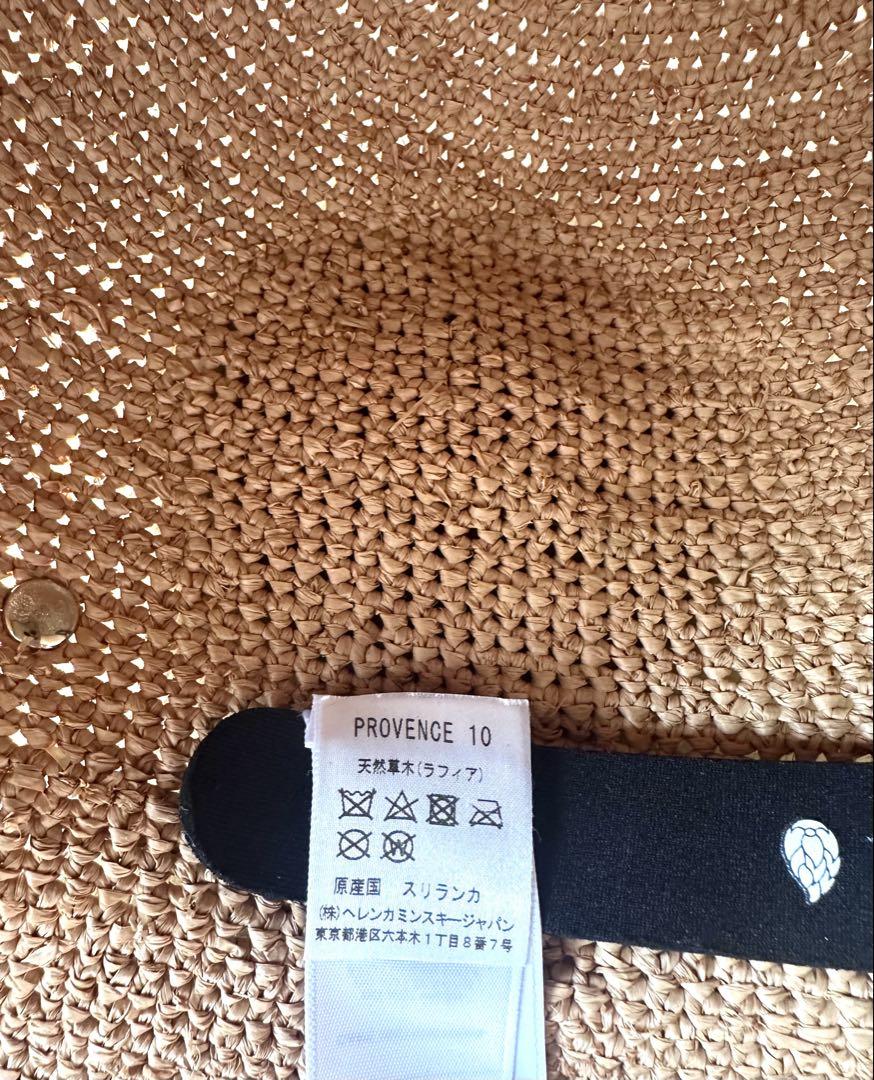 PROVENCE 10
天然草木(ラフィア)
原産国 スリランカ
(株)ヘレンカミンスキージャパン
東京都港区六本木1丁目8番7号